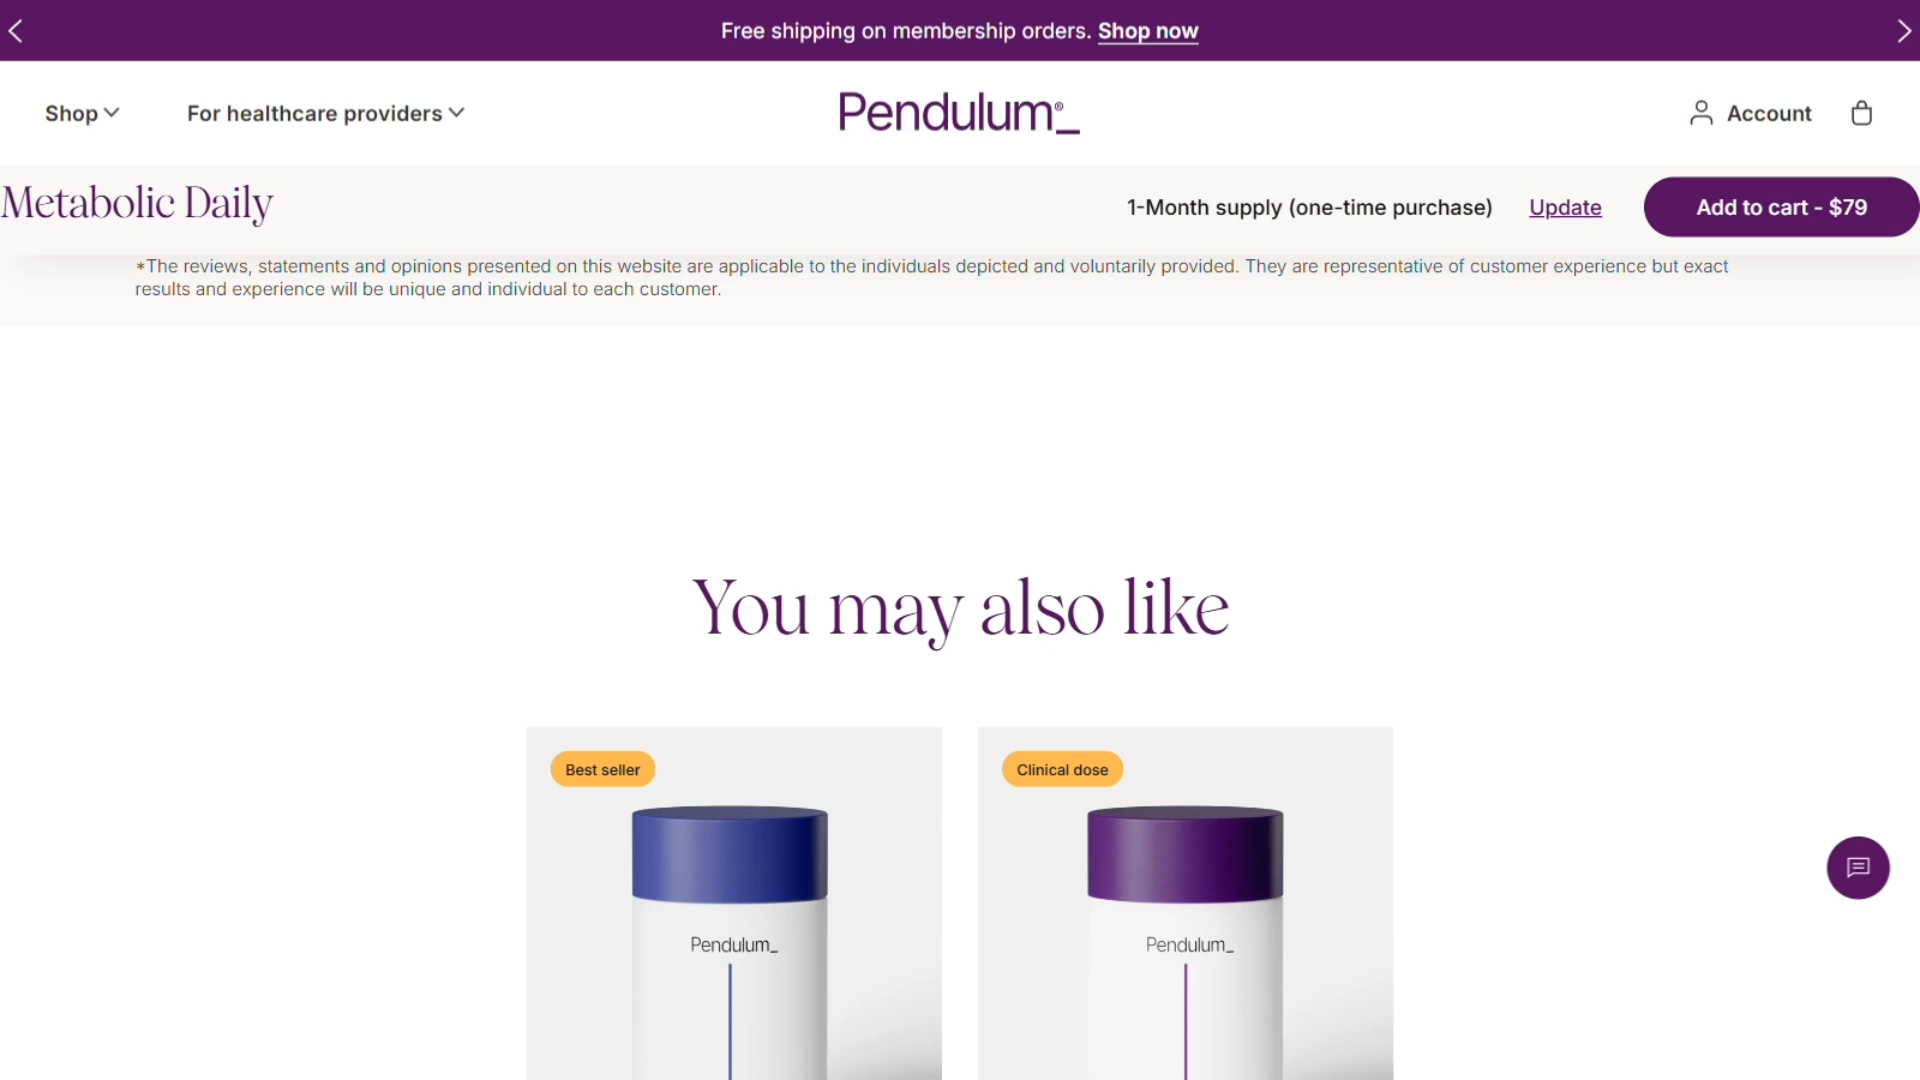 Free shipping on membership orders. Shop now
Shop
For healthcare providers
Pendulum®_
Account
Metabolic Daily
1-Month supply (one-time purchase)
Update
Add to cart - $79
*The reviews, statements and opinions presented on this website are applicable to the individuals depicted and voluntarily provided. They are representative of customer experience but exact
results and experience will be unique and individual to each customer.
You may also like
Best seller
Clinical dose
Pendulum_
Pendulum_